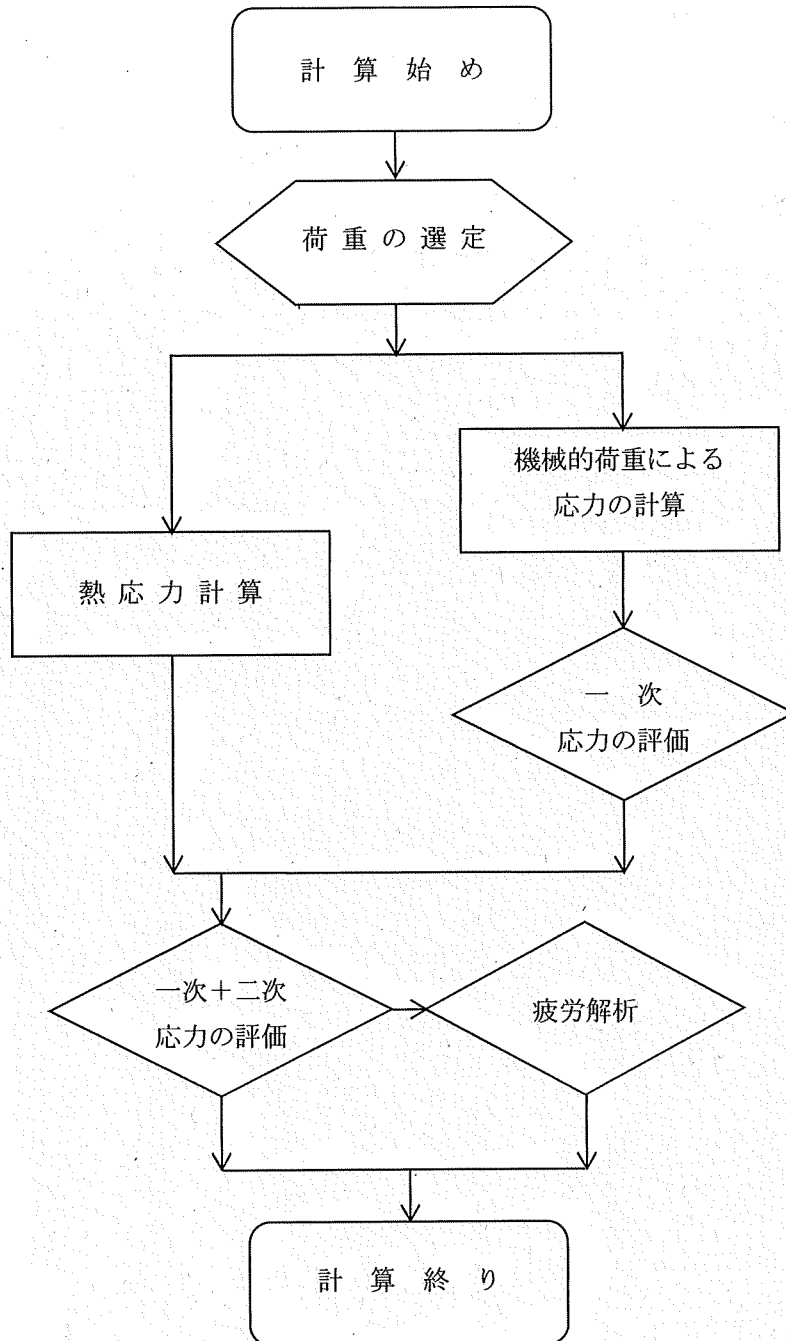 計算始め
荷重の選定
機械的荷重による
応力の計算
熱応力計算
一次
応力の評価
一次＋二次
応力の評価
疲労解析
計算終り